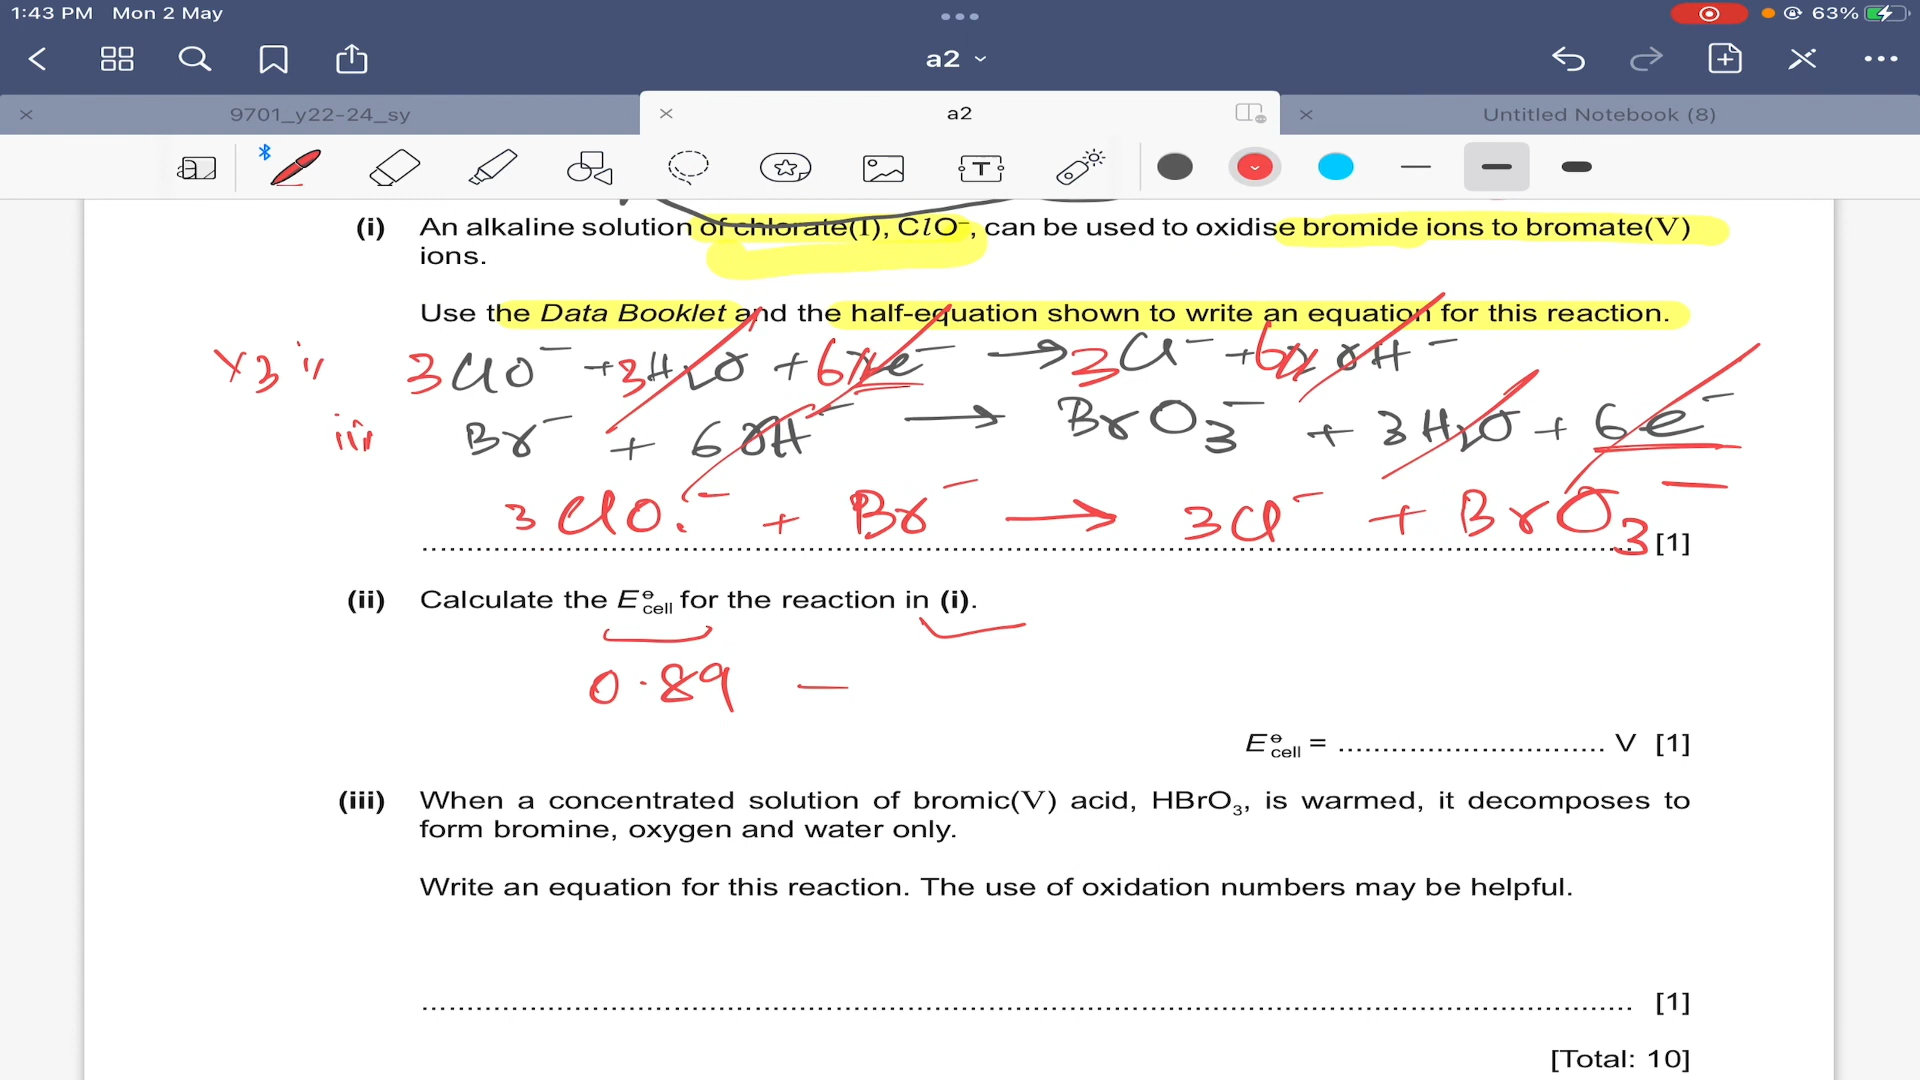 1:43 PM Mon 2 May
63%
a2
9701_y22-24_sy
a2
Untitled Notebook (8)
(i) An alkaline solution of chlorate(I), ClO⁻, can be used to oxidise bromide ions to bromate(V)
ions.
Use the Data Booklet and the half-equation shown to write an equation for this reaction.
×3 i, 3ClO⁻ + 3H₂O + 6e⁻ → 3Cl⁻ + 6OH⁻
ii, Br⁻ + 6OH⁻ → BrO₃⁻ + 3H₂O + 6e⁻
3ClO⁻ + Br⁻ → 3Cl⁻ + BrO₃⁻
[1]
(ii) Calculate the E⦵cell for the reaction in (i).
0.89 —
E⦵cell = .............................. V [1]
(iii) When a concentrated solution of bromic(V) acid, HBrO₃, is warmed, it decomposes to
form bromine, oxygen and water only.
Write an equation for this reaction. The use of oxidation numbers may be helpful.
[1]
[Total: 10]